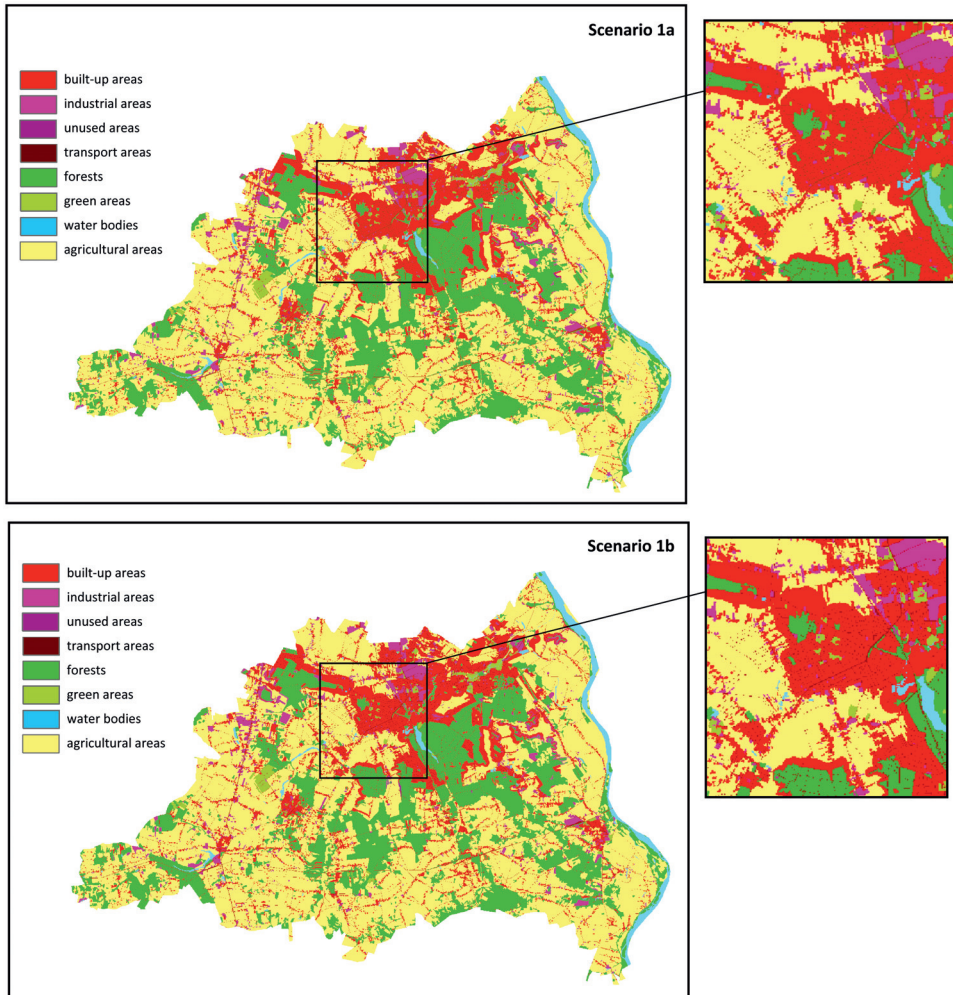 Scenario 1a
built-up areas
industrial areas
unused areas
transport areas
forests
green areas
water bodies
agricultural areas
Scenario 1b
built-up areas
industrial areas
unused areas
transport areas
forests
green areas
water bodies
agricultural areas